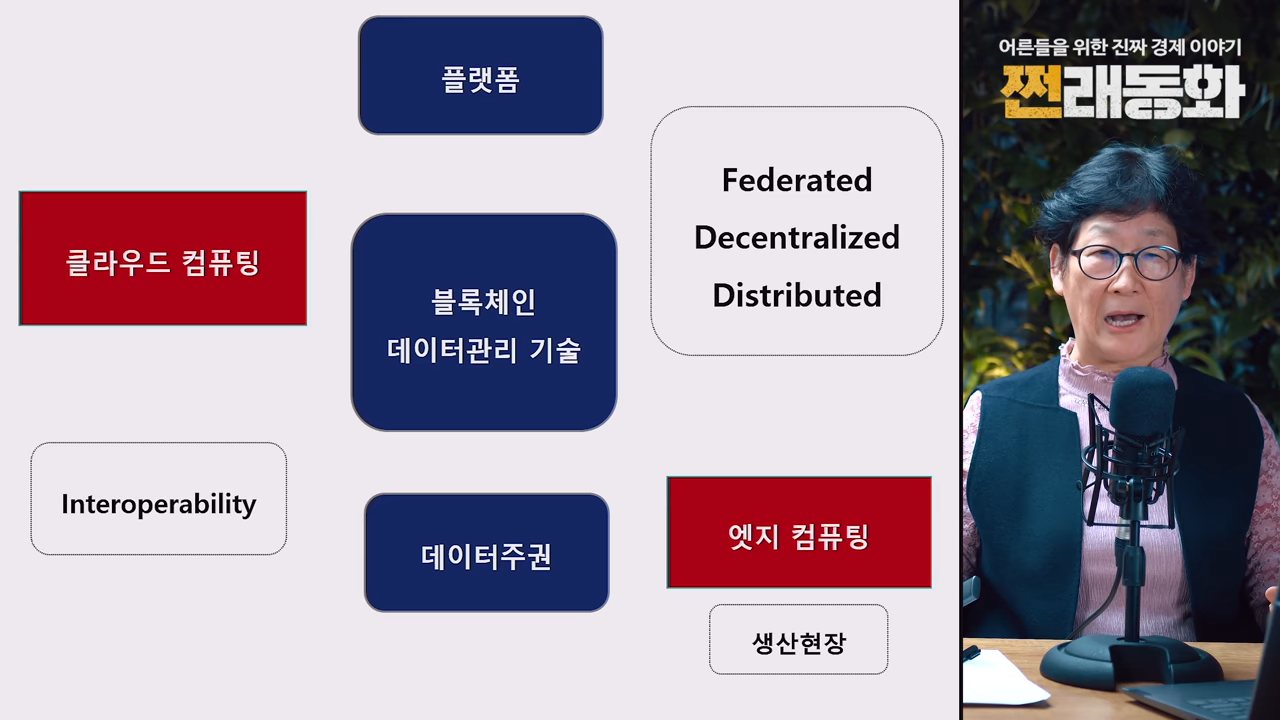 플랫폼
클라우드 컴퓨팅
블록체인
데이터관리 기술
Federated
Decentralized
Distributed
Interoperability
데이터주권
엣지 컴퓨팅
생산현장
어른들을 위한 진짜 경제 이야기
쩐래동화